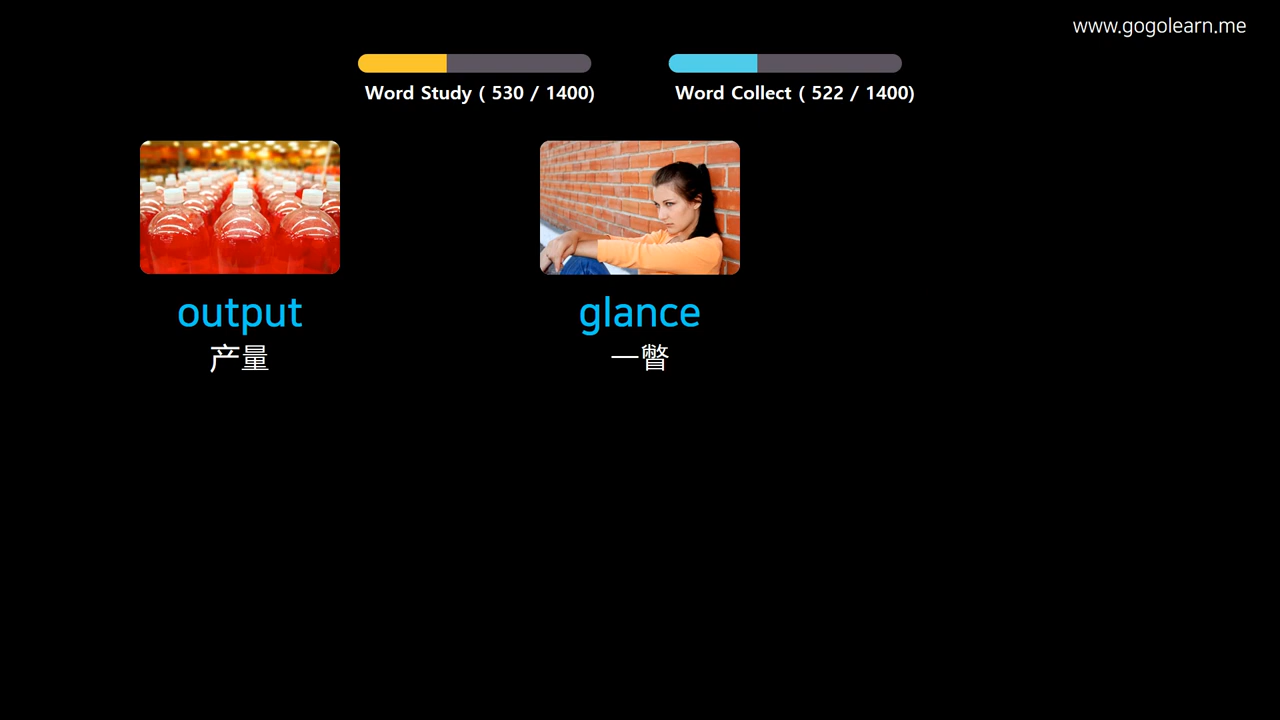 www.gogolearn.me
Word Study ( 530 / 1400)
Word Collect ( 522 / 1400)
output
产量
glance
一瞥